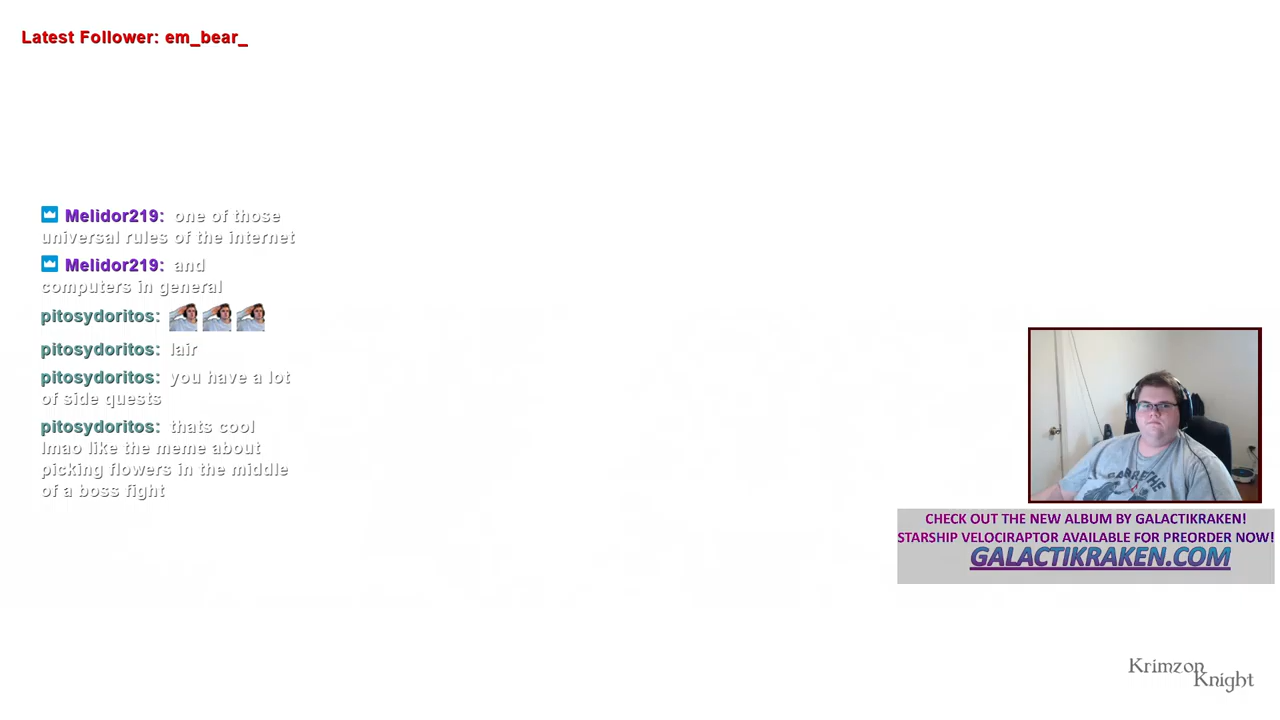 Latest Follower: em_bear_
Melidor219: one of those
universal rules of the internet
Melidor219: and
computers in general
pitosydoritos:
pitosydoritos: lair
pitosydoritos: you have a lot
of side quests
pitosydoritos: thats cool
lmao like the meme about
picking flowers in the middle
of a boss fight
CHECK OUT THE NEW ALBUM BY GALACTIKRAKEN!
STARSHIP VELOCIRAPTOR AVAILABLE FOR PREORDER NOW!
GALACTIKRAKEN.COM
Krimzon
Knight